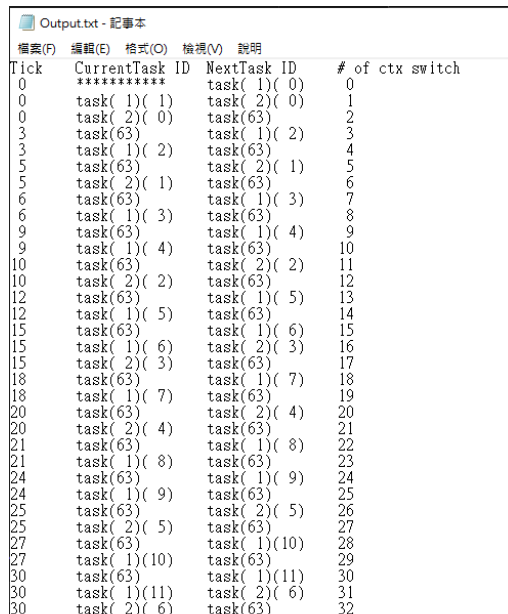 Output.txt - 記事本
檔案(F) 編輯(E) 格式(O) 檢視(V) 說明
Tick CurrentTask ID NextTask ID # of ctx switch
0 *********** task( 1)( 0) 0
0 task( 1)( 1) task( 2)( 0) 1
0 task( 2)( 0) task(63) 2
3 task(63) task( 1)( 2) 3
3 task( 1)( 2) task(63) 4
5 task(63) task( 2)( 1) 5
5 task( 2)( 1) task(63) 6
6 task(63) task( 1)( 3) 7
6 task( 1)( 3) task(63) 8
9 task(63) task( 1)( 4) 9
9 task( 1)( 4) task(63) 10
10 task(63) task( 2)( 2) 11
10 task( 2)( 2) task(63) 12
12 task(63) task( 1)( 5) 13
12 task( 1)( 5) task(63) 14
15 task(63) task( 1)( 6) 15
15 task( 1)( 6) task( 2)( 3) 16
15 task( 2)( 3) task(63) 17
18 task(63) task( 1)( 7) 18
18 task( 1)( 7) task(63) 19
20 task(63) task( 2)( 4) 20
20 task( 2)( 4) task(63) 21
21 task(63) task( 1)( 8) 22
21 task( 1)( 8) task(63) 23
24 task(63) task( 1)( 9) 24
24 task( 1)( 9) task(63) 25
25 task(63) task( 2)( 5) 26
25 task( 2)( 5) task(63) 27
27 task(63) task( 1)(10) 28
27 task( 1)(10) task(63) 29
30 task(63) task( 1)(11) 30
30 task( 1)(11) task( 2)( 6) 31
30 task( 2)( 6) task(63) 32